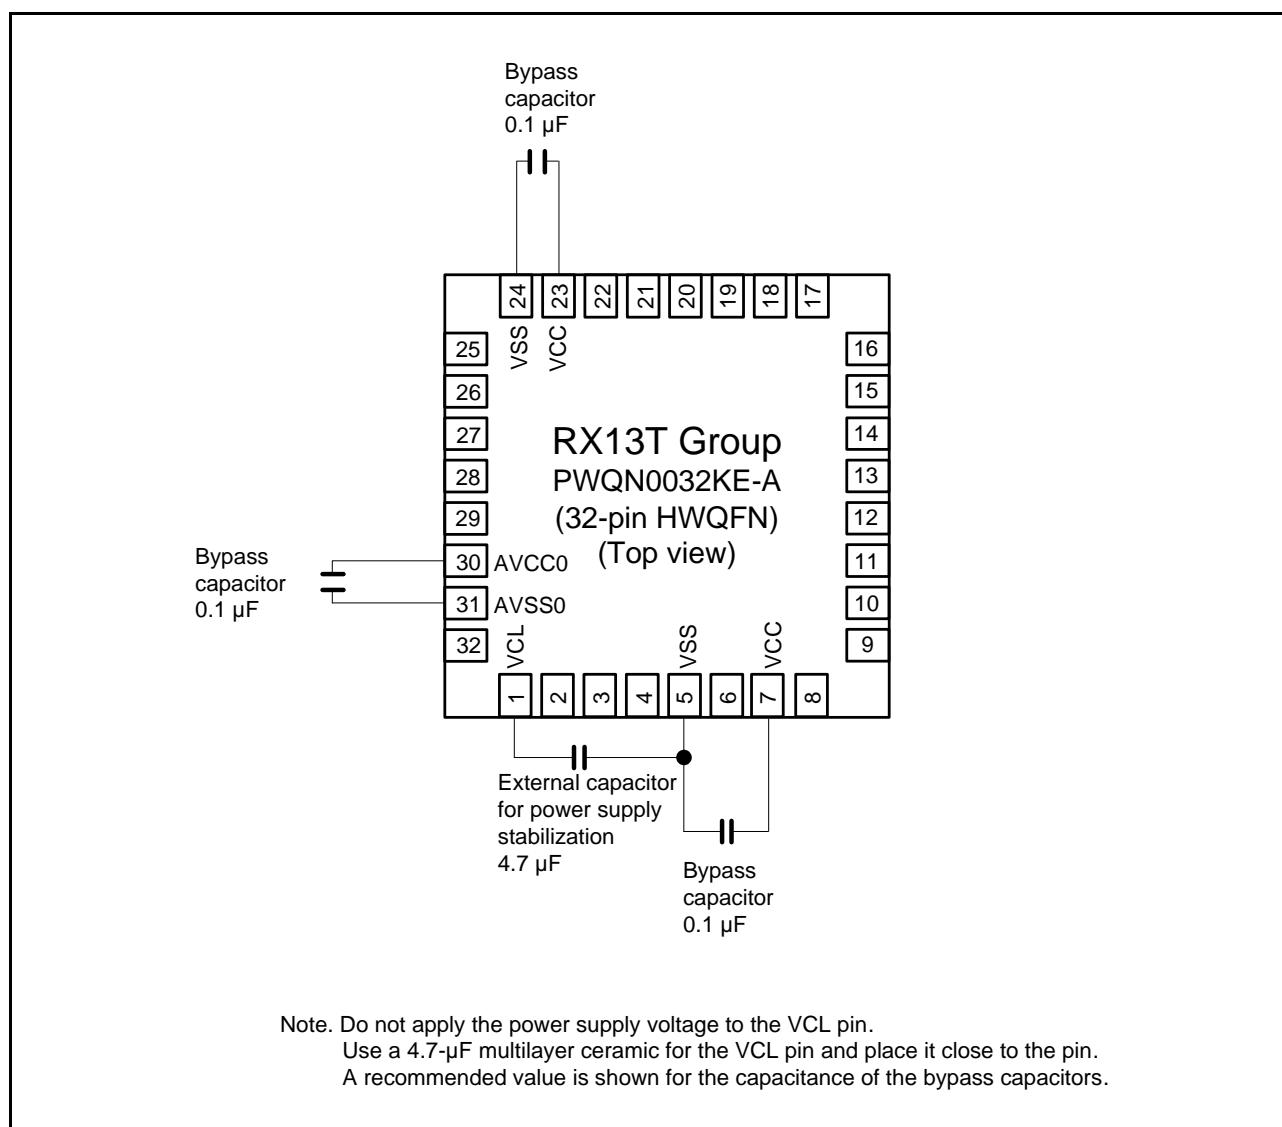 Bypass
capacitor
0.1 µF
24
23
22
21
20
19
18
17
VSS
VCC
25
26
27
28
29
30
31
32
16
15
14
13
12
11
10
9
RX13T Group
PWQN0032KE-A
(32-pin HWQFN)
(Top view)
Bypass
capacitor
0.1 µF
AVCC0
AVSS0
VCL
VSS
VCC
1
2
3
4
5
6
7
8
External capacitor
for power supply
stabilization
4.7 µF
Bypass
capacitor
0.1 µF
Note. Do not apply the power supply voltage to the VCL pin.
Use a 4.7-µF multilayer ceramic for the VCL pin and place it close to the pin.
A recommended value is shown for the capacitance of the bypass capacitors.